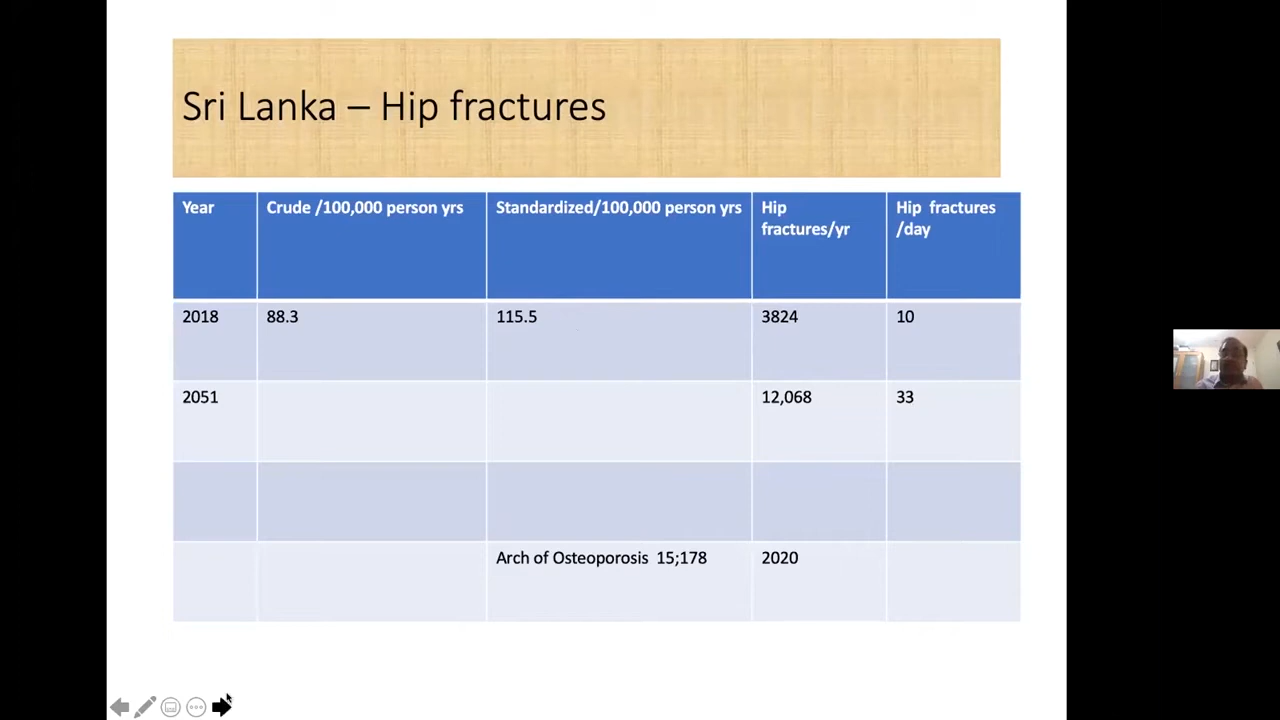 Sri Lanka – Hip fractures
Year Crude /100,000 person yrs Standardized/100,000 person yrs Hip fractures/yr Hip fractures /day
2018 88.3 115.5 3824 10
2051 12,068 33
Arch of Osteoporosis 15;178 2020